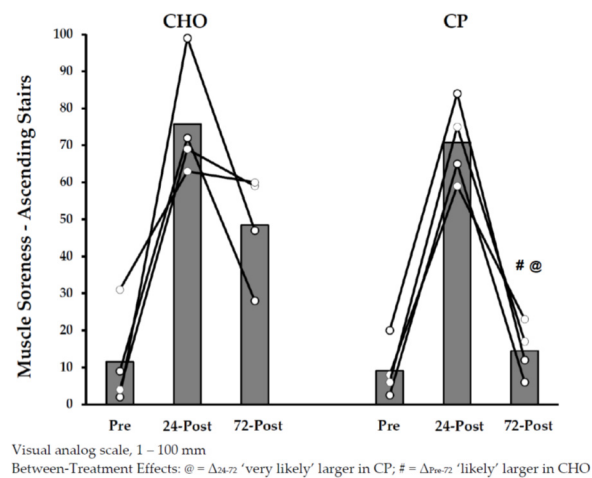 CHO CP
Muscle Soreness - Ascending Stairs
100
90
80
70
60
50
40
30
20
10
0
# @
Pre 24-Post 72-Post Pre 24-Post 72-Post
Visual analog scale, 1 – 100 mm
Between-Treatment Effects: @ = Δ24-72 ‘very likely’ larger in CP; # = ΔPre-72 ‘likely’ larger in CHO